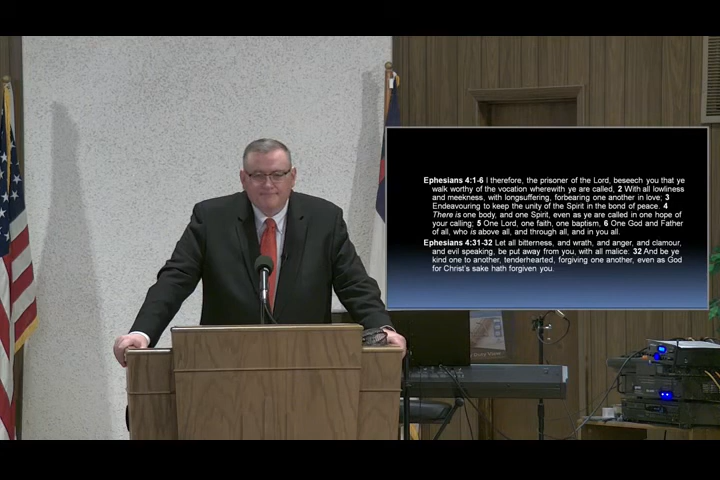 Ephesians 4:1-6 I therefore, the prisoner of the Lord, beseech you that ye
walk worthy of the vocation wherewith ye are called, 2 With all lowliness
and meekness, with longsuffering, forbearing one another in love; 3
Endeavouring to keep the unity of the Spirit in the bond of peace. 4
There is one body, and one Spirit, even as ye are called in one hope of
your calling; 5 One Lord, one faith, one baptism, 6 One God and Father
of all, who is above all, and through all, and in you all.
Ephesians 4:31-32 Let all bitterness, and wrath, and anger, and clamour,
and evil speaking, be put away from you, with all malice: 32 And be ye
kind one to another, tenderhearted, forgiving one another, even as God
for Christ's sake hath forgiven you.